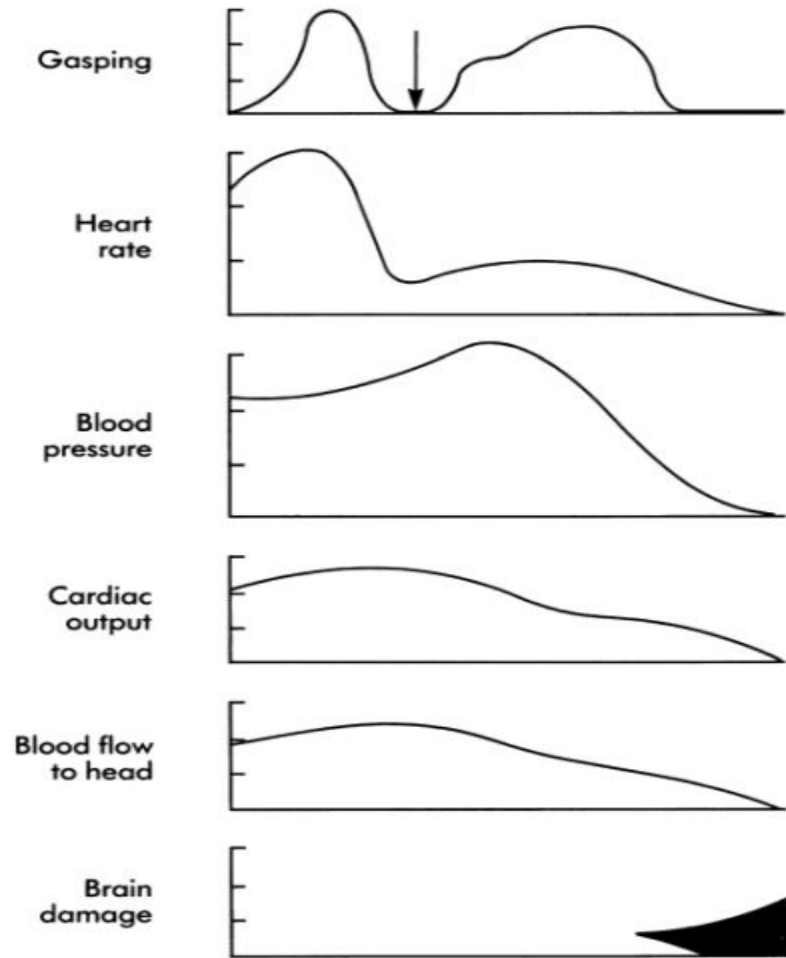 Gasping
Heart
rate
Blood
pressure
Cardiac
output
Blood flow
to head
Brain
damage